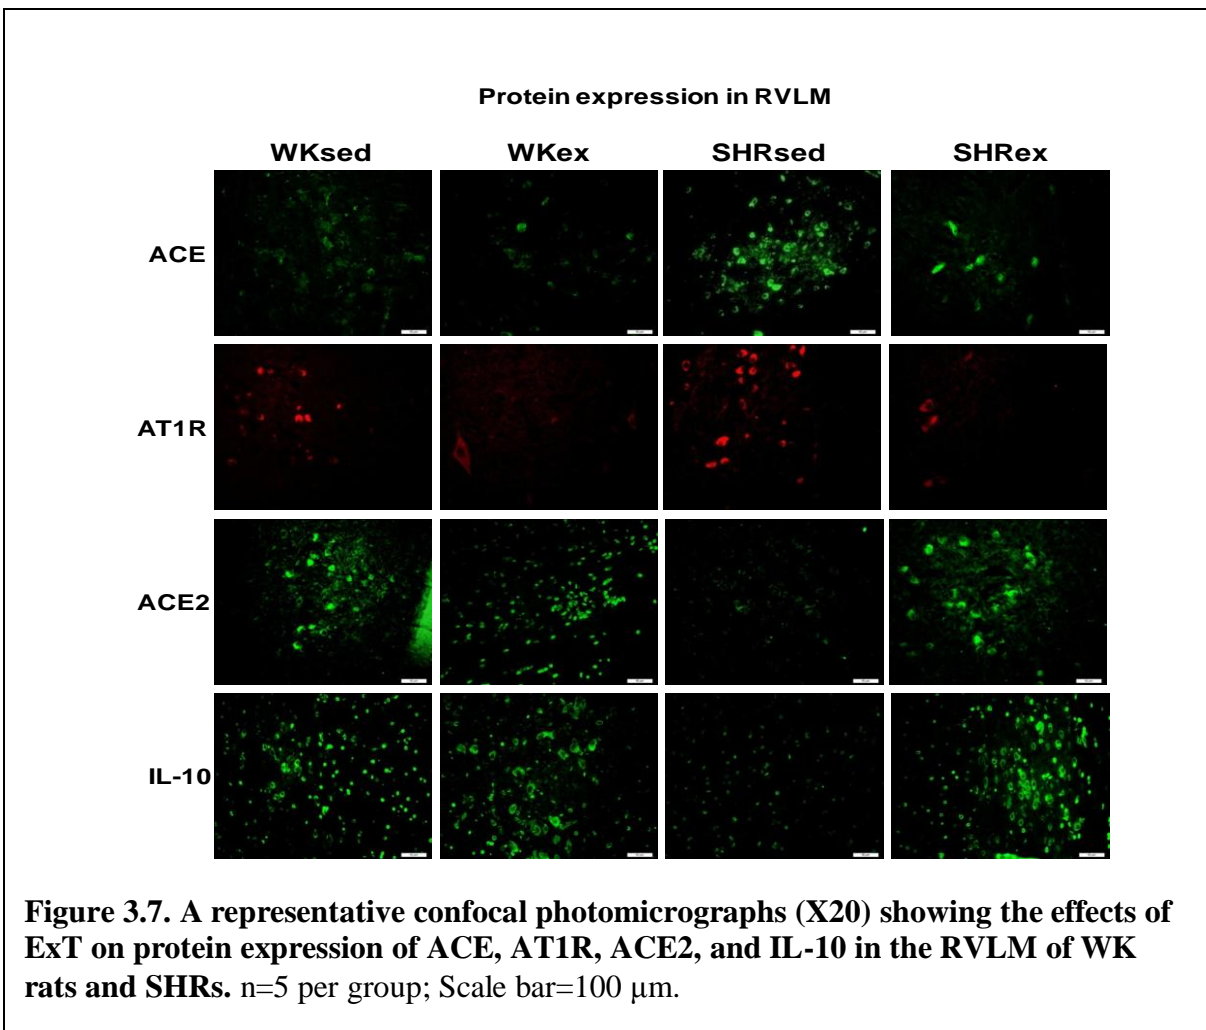 Protein expression in RVLM
WKsed WKex SHRsed SHRex
ACE
AT1R
ACE2
IL-10
Figure 3.7. A representative confocal photomicrographs (X20) showing the effects of
ExT on protein expression of ACE, AT1R, ACE2, and IL-10 in the RVLM of WK
rats and SHRs. n=5 per group; Scale bar=100 μm.